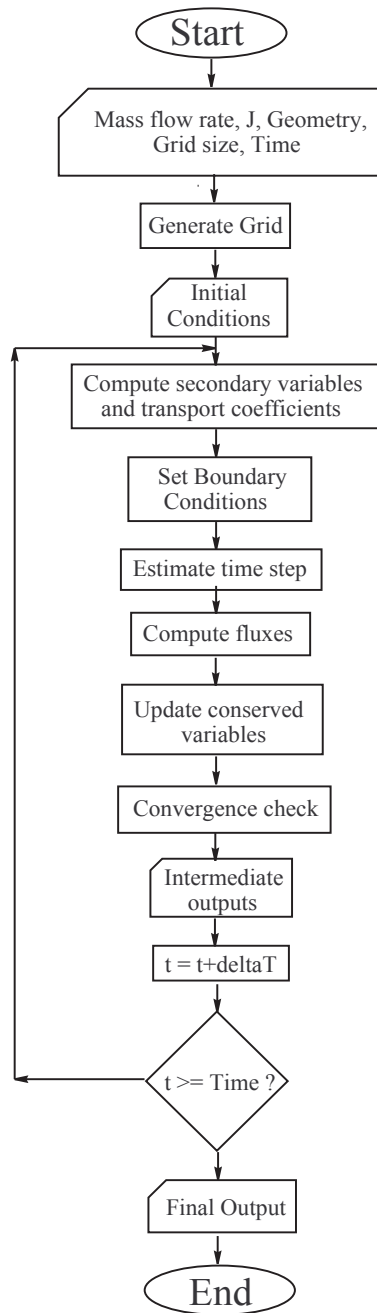 Start
Mass flow rate, J, Geometry,
Grid size, Time
Generate Grid
Initial
Conditions
Compute secondary variables
and transport coefficients
Set Boundary
Conditions
Estimate time step
Compute fluxes
Update conserved
variables
Convergence check
Intermediate
outputs
t = t+deltaT
t >= Time ?
Final Output
End